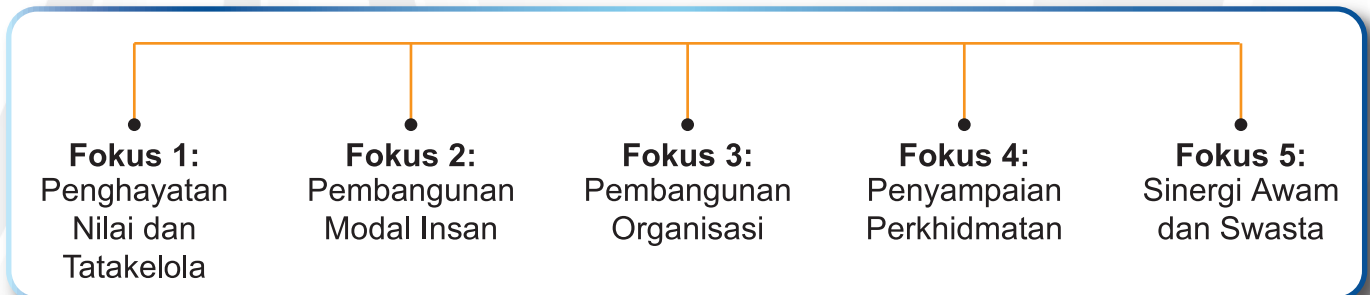 Fokus 1:
Penghayatan
Nilai dan
Tatakelola
Fokus 2:
Pembangunan
Modal Insan
Fokus 3:
Pembangunan
Organisasi
Fokus 4:
Penyampaian
Perkhidmatan
Fokus 5:
Sinergi Awam
dan Swasta